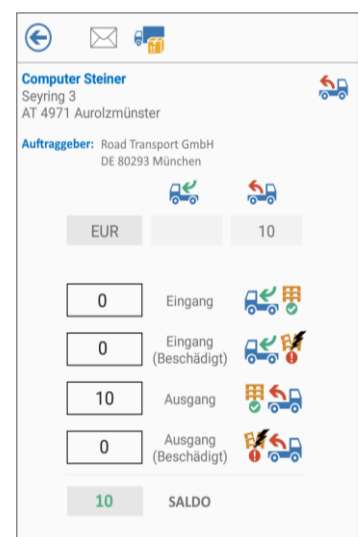 Computer Steiner
Seyring 3
AT 4971 Aurolzmünster
Auftraggeber: Road Transport GmbH
DE 80293 München
EUR 10
0 Eingang
0 Eingang
(Beschädigt)
10 Ausgang
0 Ausgang
(Beschädigt)
10 SALDO